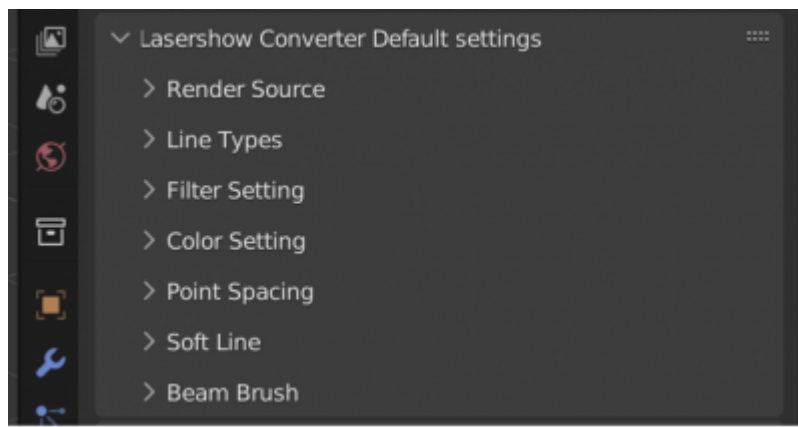 Lasershow Converter Default settings
Render Source
Line Types
Filter Setting
Color Setting
Point Spacing
Soft Line
Beam Brush